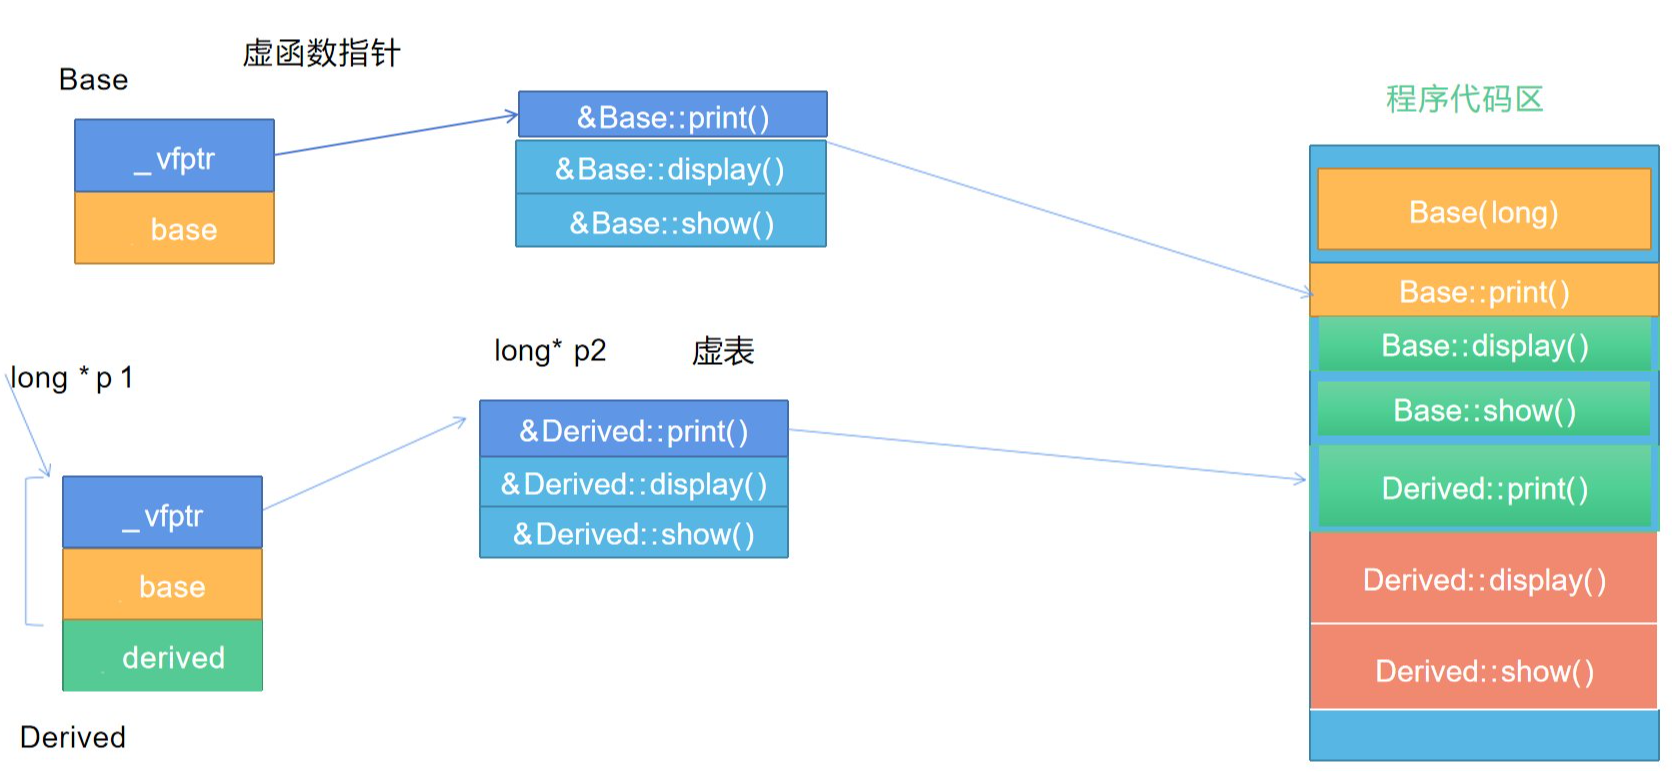 虚函数指针
Base
_vfptr
base
&Base::print()
&Base::display()
&Base::show()
程序代码区
Base(long)
Base::print()
Base::display()
Base::show()
Derived::print()
Derived::display()
Derived::show()
long* p2
虚表
long *p1
&Derived::print()
&Derived::display()
&Derived::show()
_vfptr
base
derived
Derived